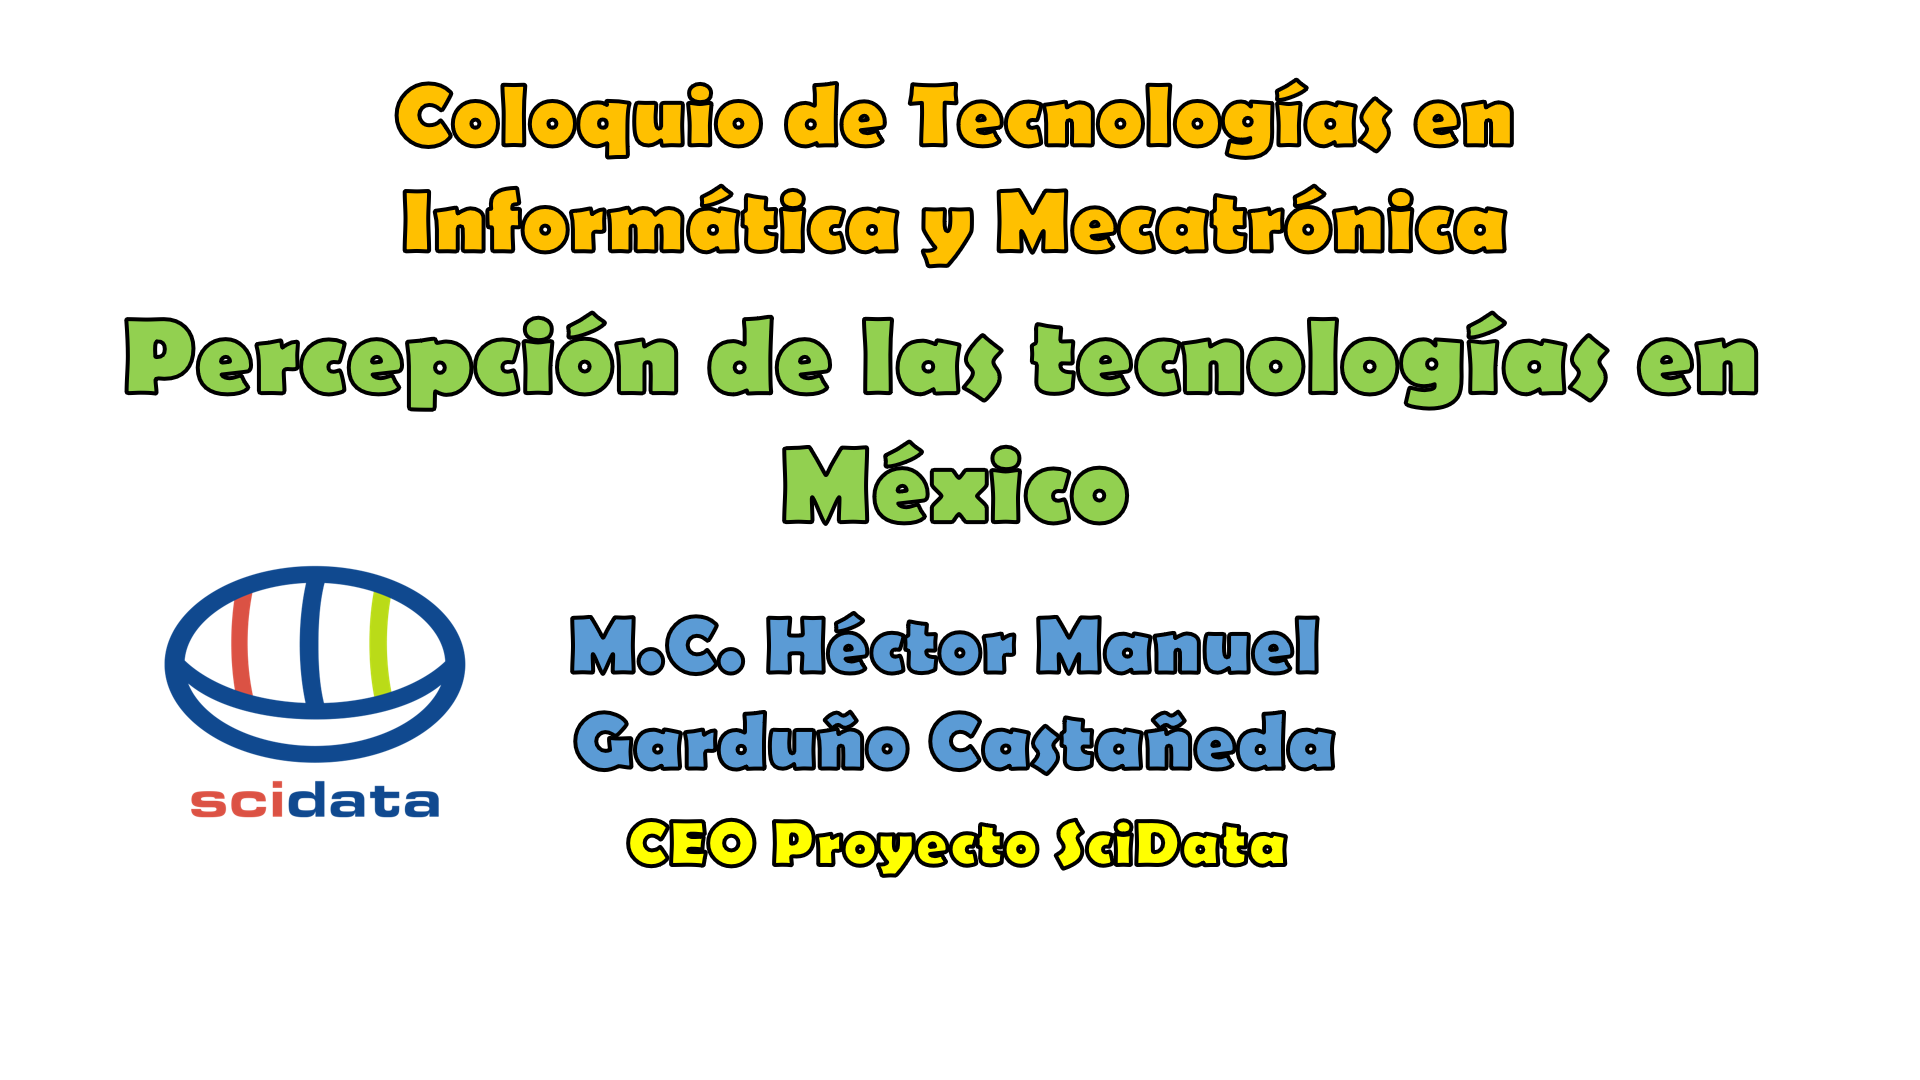 Coloquio de Tecnologías en
Informática y Mecatrónica
Percepción de las tecnologías en
México
M.C. Héctor Manuel
Garduño Castañeda
scidata
CEO Proyecto SciData